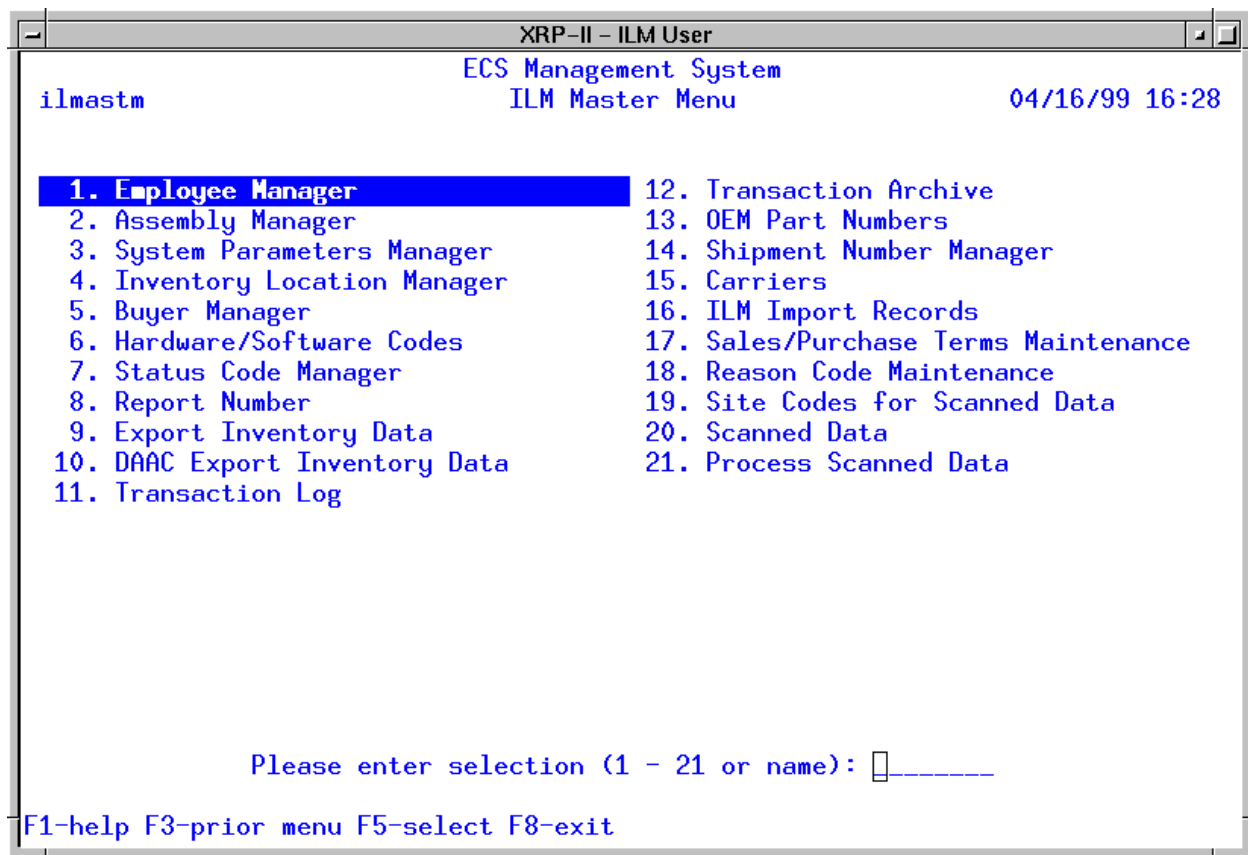 XRP-II - ILM User
ECS Management System
ilmastm ILM Master Menu 04/16/99 16:28
1. Employee Manager
2. Assembly Manager
3. System Parameters Manager
4. Inventory Location Manager
5. Buyer Manager
6. Hardware/Software Codes
7. Status Code Manager
8. Report Number
9. Export Inventory Data
10. DAAC Export Inventory Data
11. Transaction Log
12. Transaction Archive
13. OEM Part Numbers
14. Shipment Number Manager
15. Carriers
16. ILM Import Records
17. Sales/Purchase Terms Maintenance
18. Reason Code Maintenance
19. Site Codes for Scanned Data
20. Scanned Data
21. Process Scanned Data
Please enter selection (1 - 21 or name): ________
F1-help F3-prior menu F5-select F8-exit